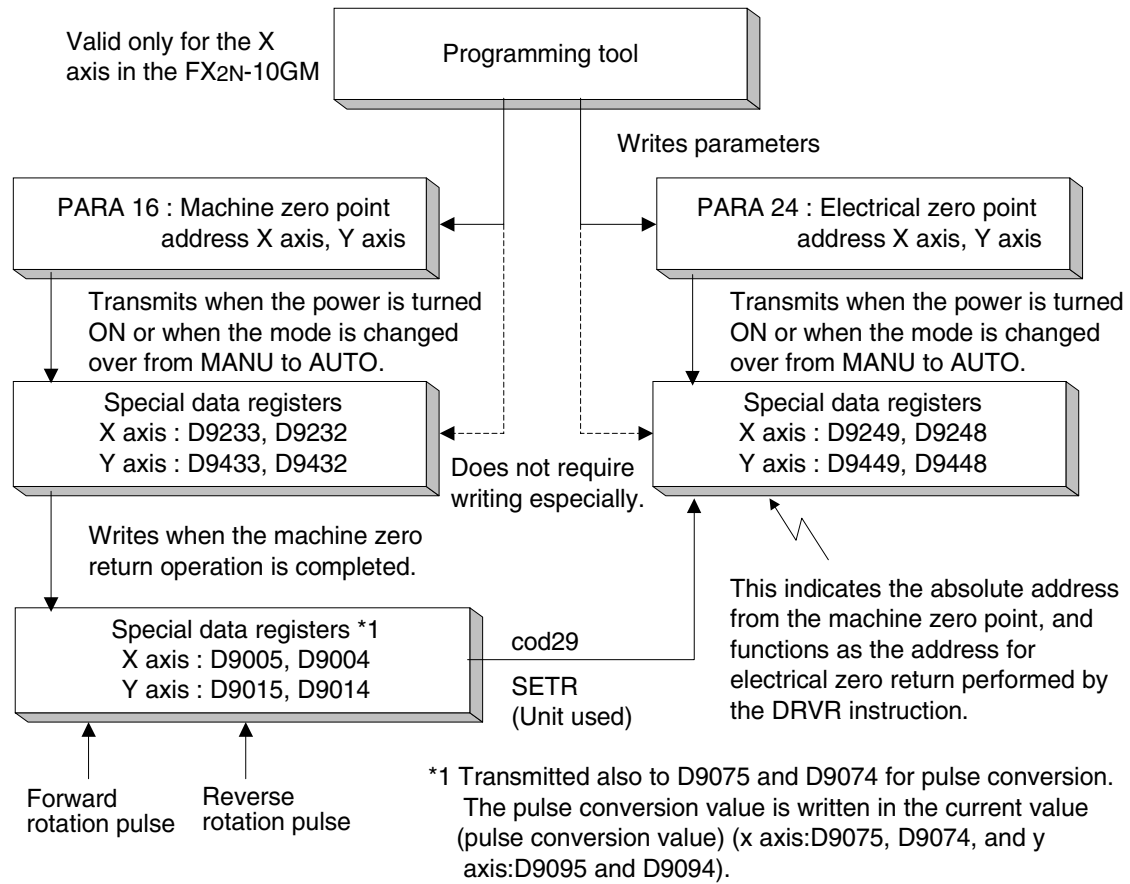 Valid only for the X
axis in the FX2N-10GM
Programming tool
Writes parameters
PARA 16 : Machine zero point
address X axis, Y axis
PARA 24 : Electrical zero point
address X axis, Y axis
Transmits when the power is turned
ON or when the mode is changed
over from MANU to AUTO.
Transmits when the power is turned
ON or when the mode is changed
over from MANU to AUTO.
Special data registers
X axis : D9233, D9232
Y axis : D9433, D9432
Special data registers
X axis : D9249, D9248
Y axis : D9449, D9448
Does not require
writing especially.
Writes when the machine zero
return operation is completed.
This indicates the absolute address
from the machine zero point, and
functions as the address for
electrical zero return performed by
the DRVR instruction.
Special data registers *1
X axis : D9005, D9004
Y axis : D9015, D9014
cod29
SETR
(Unit used)
Forward
rotation pulse
Reverse
rotation pulse
*1 Transmitted also to D9075 and D9074 for pulse conversion.
The pulse conversion value is written in the current value
(pulse conversion value) (x axis:D9075, D9074, and y
axis:D9095 and D9094).